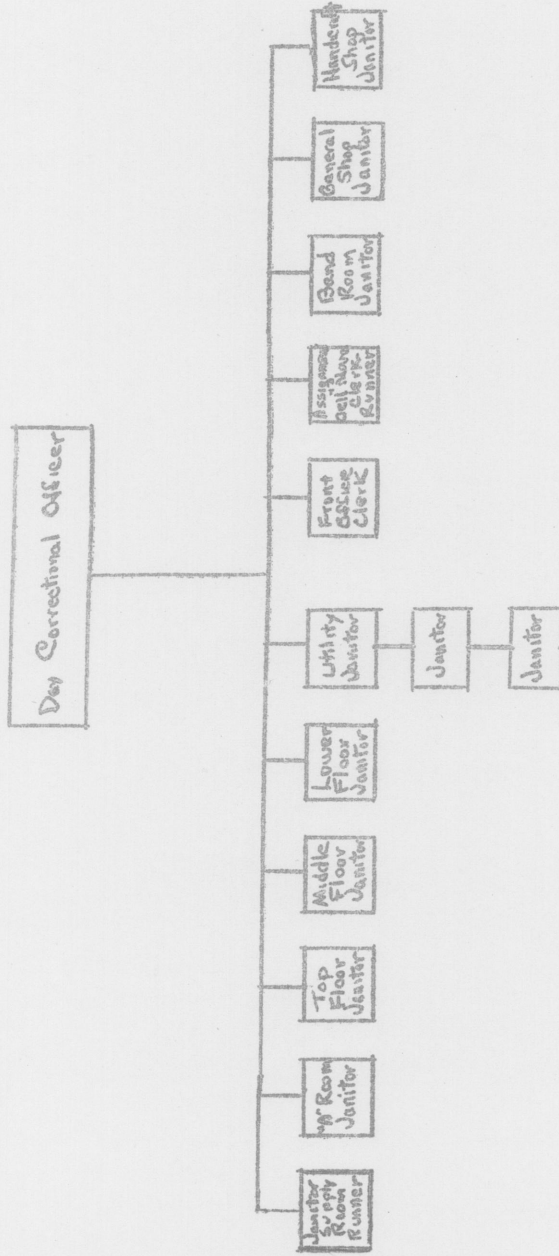 Day Correctional Officer
Janitor
Supply
Room
Runner
"A" Room
Janitor
Top
Floor
Janitor
Middle
Floor
Janitor
Lower
Floor
Janitor
Utility
Janitor
Janitor
Janitor
Front
Office
Clerk
Clerk
Runner
Band
Room
Janitor
General
Shop
Janitor
Handcraft
Shop
Janitor